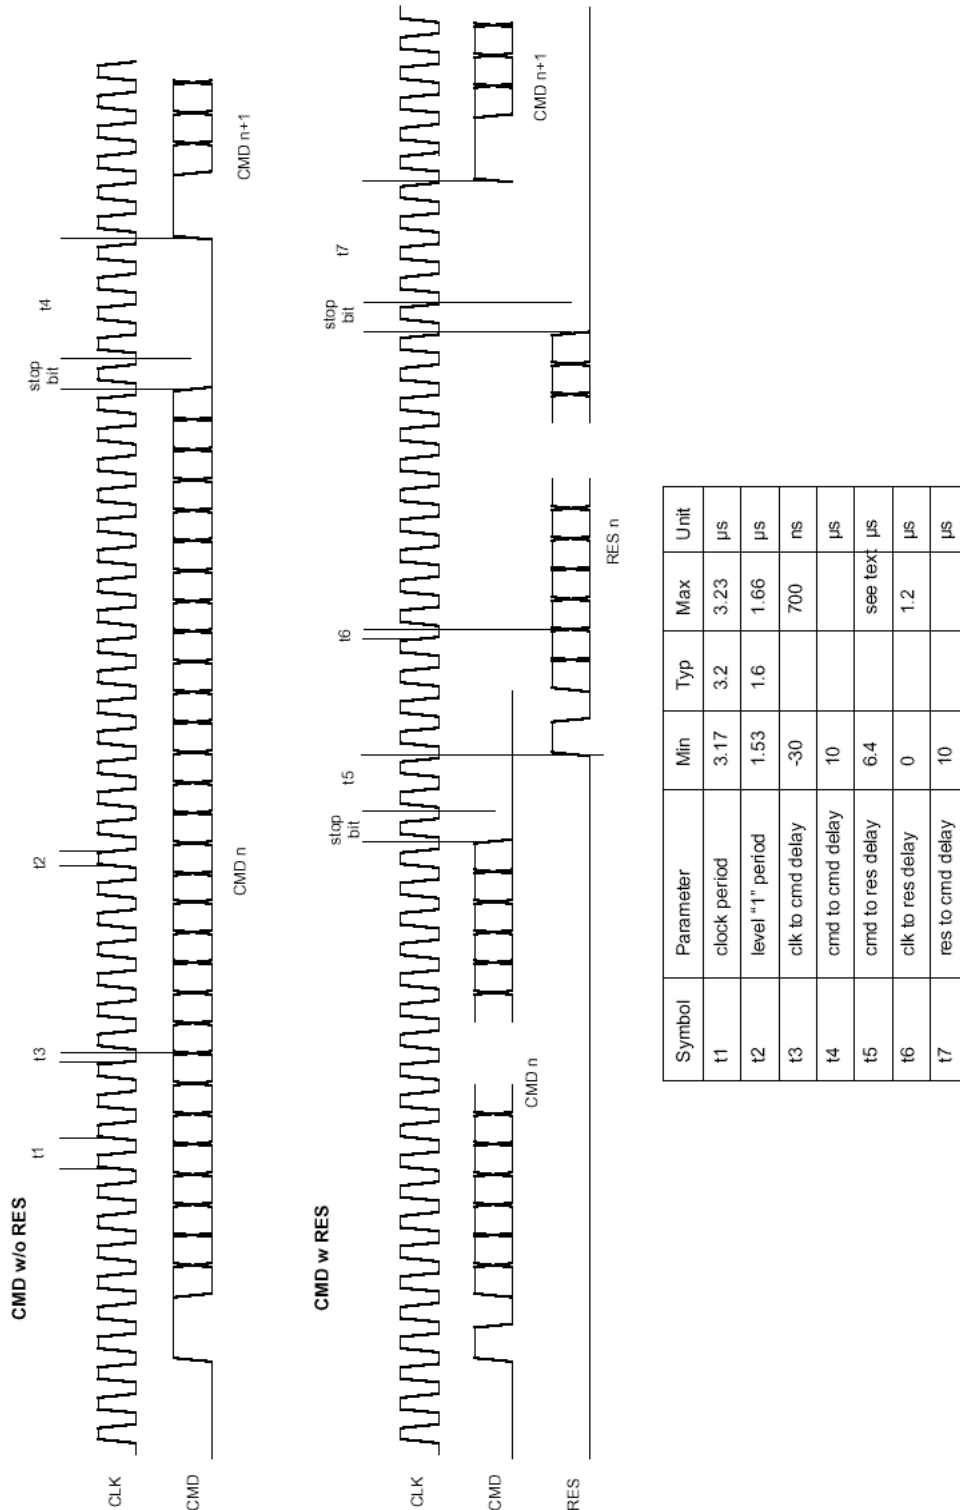 CMD w/o RES
t1
t3
t2
stop
bit
t4
CLK
CMD
CMD n
CMD n+1
CMD w RES
stop
bit
t5
t6
stop
bit
t7
CLK
CMD
CMD n
CMD n+1
RES
RES n
Symbol Parameter Min Typ Max Unit
t1 clock period 3.17 3.2 3.23 µs
t2 level "1" period 1.53 1.6 1.66 µs
t3 clk to cmd delay -30 700 ns
t4 cmd to cmd delay 10 µs
t5 cmd to res delay 6.4 see text µs
t6 clk to res delay 0 1.2 µs
t7 res to cmd delay 10 µs